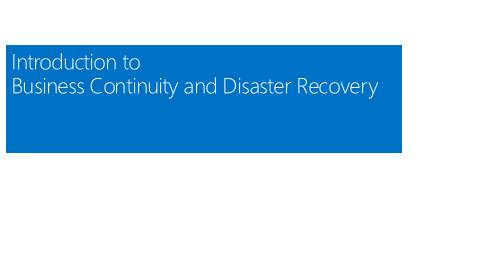 Introduction to
Business Continuity and Disaster Recovery